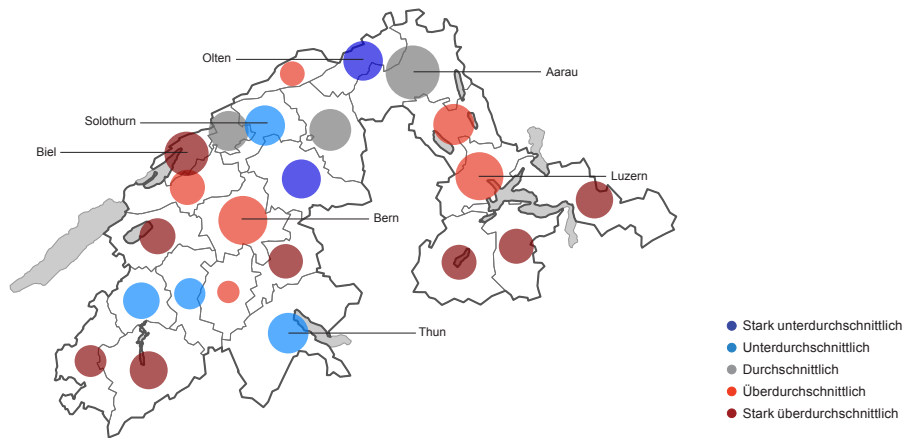 Olten
Aarau
Solothurn
Biel
Luzern
Bern
Thun
Stark unterdurchschnittlich
Unterdurchschnittlich
Durchschnittlich
Überdurchschnittlich
Stark überdurchschnittlich